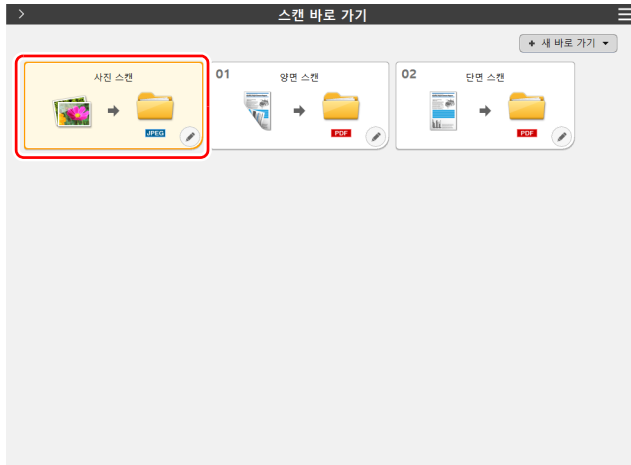 스캔 바로 가기
+ 새 바로 가기
사진 스캔
JPEG
01 양면 스캔
PDF
02 단면 스캔
PDF